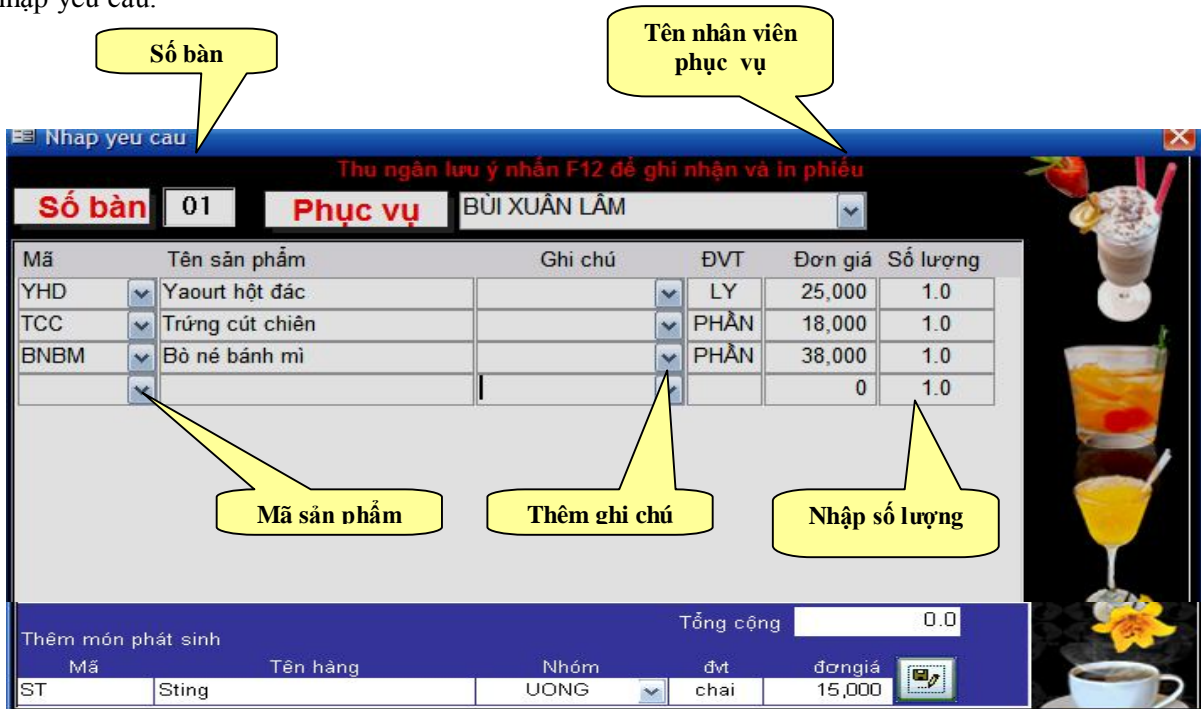 nhập yêu cầu.
Số bàn
Tên nhân viên
phục vụ
Nhap yeu cau
Thu ngân lưu ý nhấn F12 để ghi nhận và in phiếu
Số bàn 01 Phục vụ BÙI XUÂN LÂM
Mã Tên sản phẩm Ghi chú ĐVT Đơn giá Số lượng
YHD Yaourt hột đác LY 25,000 1.0
TCC Trứng cút chiên PHẦN 18,000 1.0
BNBM Bò né bánh mì PHẦN 38,000 1.0
0 1.0
Mã sản phẩm Thêm ghi chú Nhập số lượng
Tổng cộng 0.0
Thêm món phát sinh
Mã Tên hàng Nhóm đvt đơngiá
ST Sting UONG chai 15,000